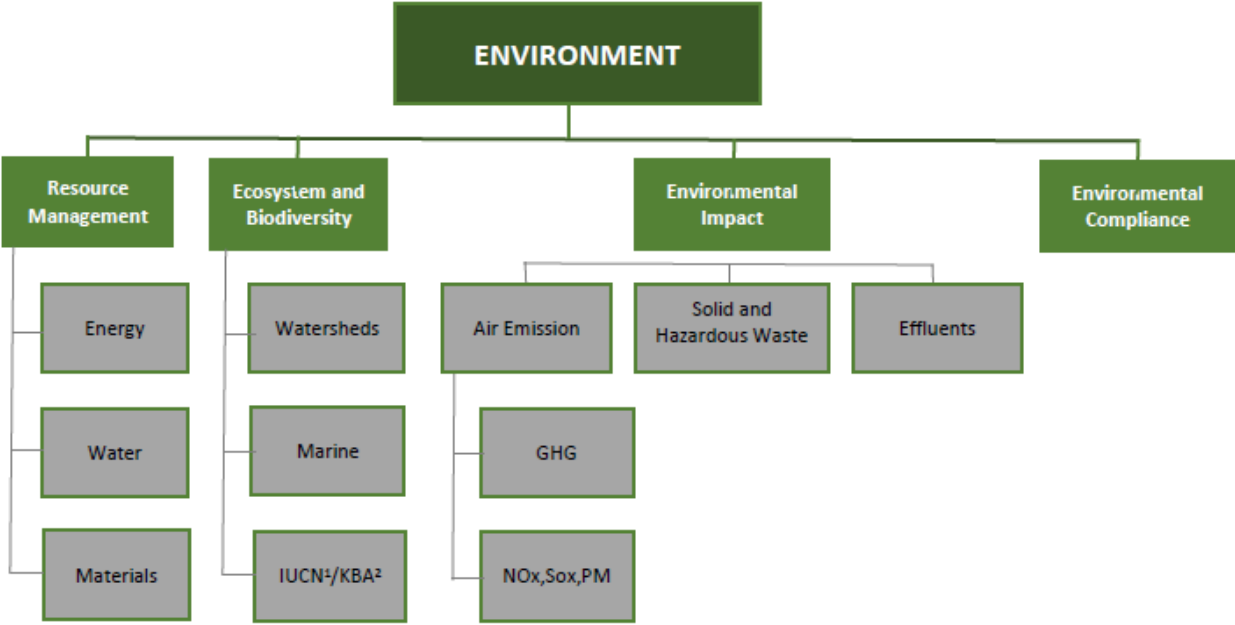 ENVIRONMENT
Resource
Management
Ecosystem and
Biodiversity
Environmental
Impact
Environmental
Compliance
Energy
Watersheds
Air Emission
Solid and
Hazardous Waste
Effluents
Water
Marine
GHG
Materials
IUCN¹/KBA²
NOx,Sox,PM